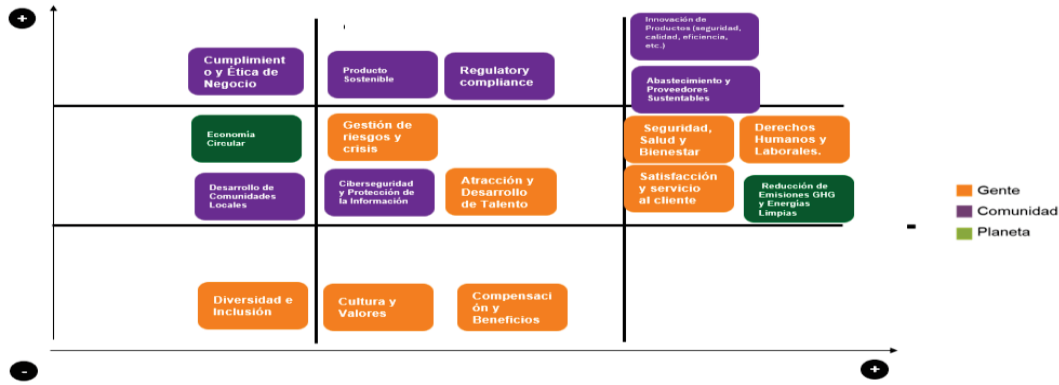 +
Innovación de
Productos (seguridad,
calidad, eficiencia,
etc.)
Cumplimient
o y Ética de
Negocio
Producto
Sostenible
Regulatory
compliance
Abastecimiento y
Proveedores
Sustentables
Economía
Circular
Gestión de
riesgos y
crisis
Seguridad,
Salud y
Bienestar
Derechos
Humanos y
Laborales.
Desarrollo de
Comunidades
Locales
Ciberseguridad
y Protección de
la Información
Atracción y
Desarrollo
de Talento
Satisfacción
y servicio
al cliente
Reducción de
Emisiones GHG
y Energías
Limpias
Gente
Comunidad
Planeta
-
Diversidad e
Inclusión
Cultura y
Valores
Compensaci
ón y
Beneficios
-
+